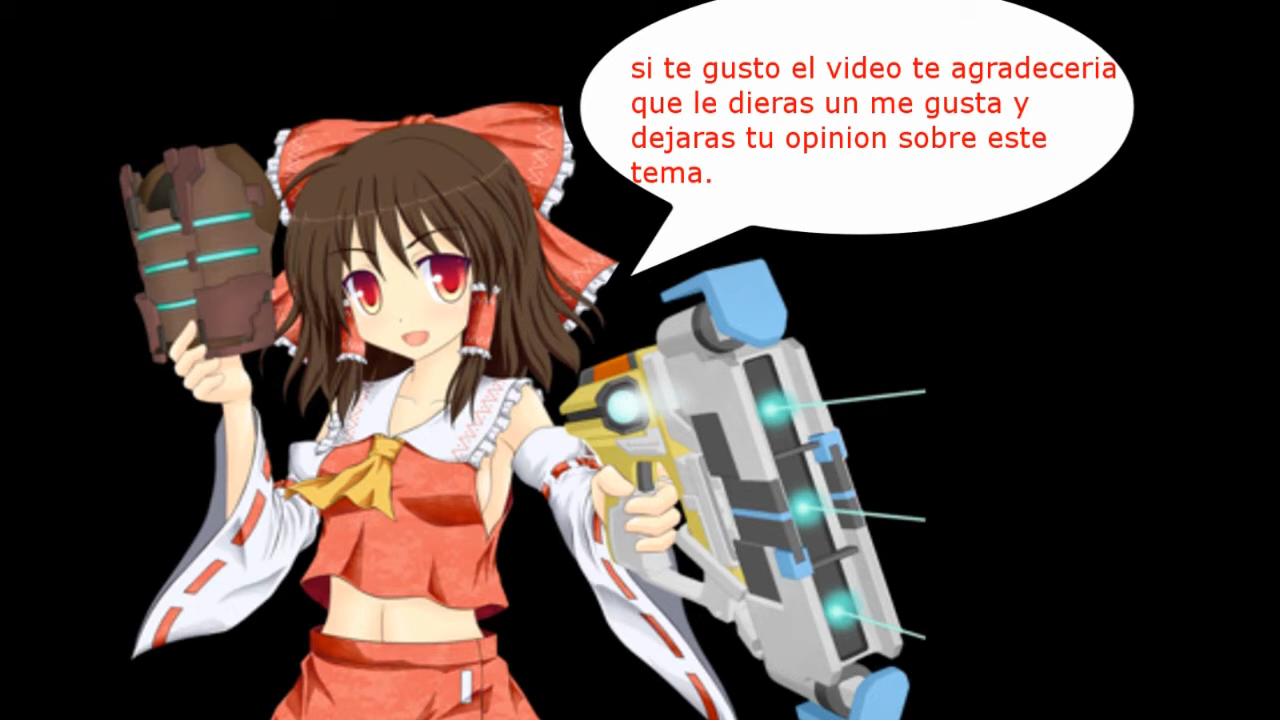 si te gusto el video te agradeceria
que le dieras un me gusta y
dejaras tu opinion sobre este
tema.